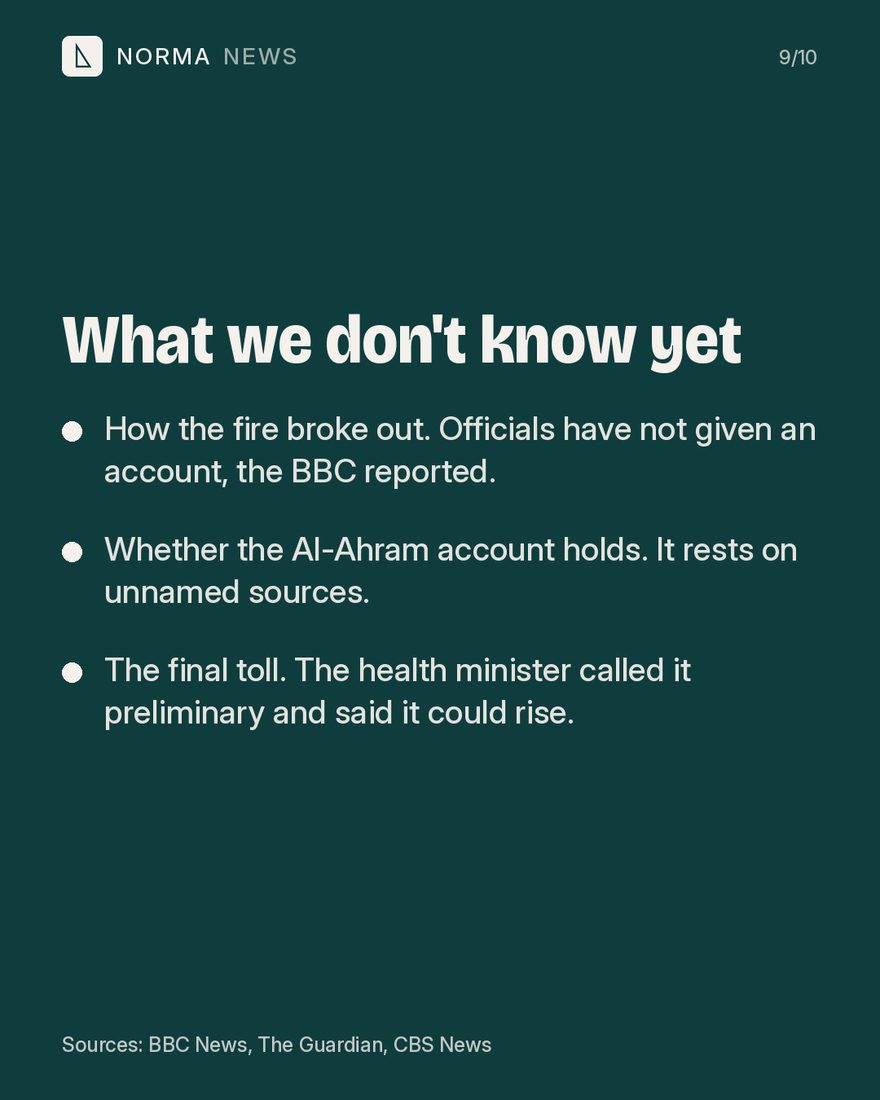 NORMA NEWS
9/10
What we don't know yet
How the fire broke out. Officials have not given an
account, the BBC reported.
Whether the Al-Ahram account holds. It rests on
unnamed sources.
The final toll. The health minister called it
preliminary and said it could rise.
Sources: BBC News, The Guardian, CBS News